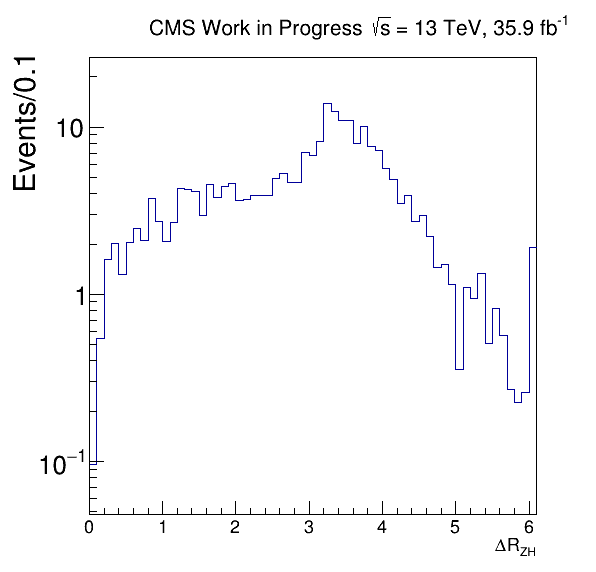 CMS Work in Progress √s = 13 TeV, 35.9 fb⁻¹
Events/0.1
10
1
10⁻¹
0 1 2 3 4 5 6
ΔR_ZH